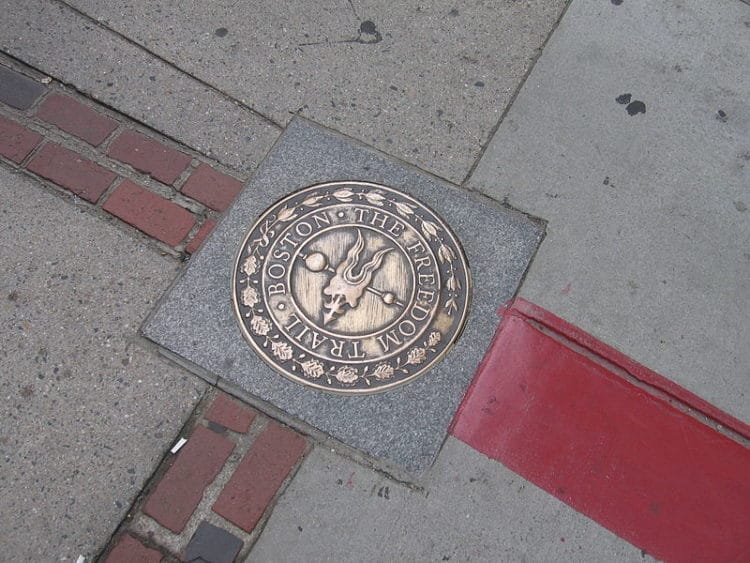 BOSTON · THE FREEDOM TRAIL ·